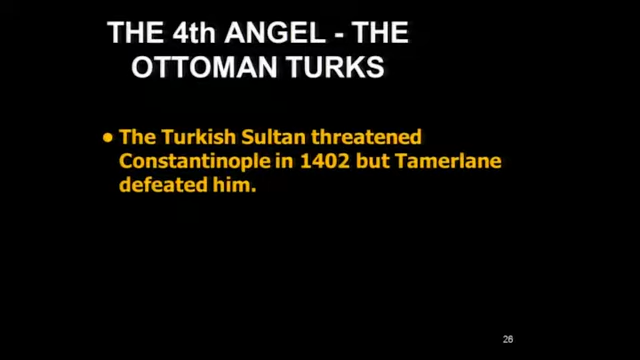 THE 4th ANGEL - THE
OTTOMAN TURKS
• The Turkish Sultan threatened
Constantinople in 1402 but Tamerlane
defeated him.
26